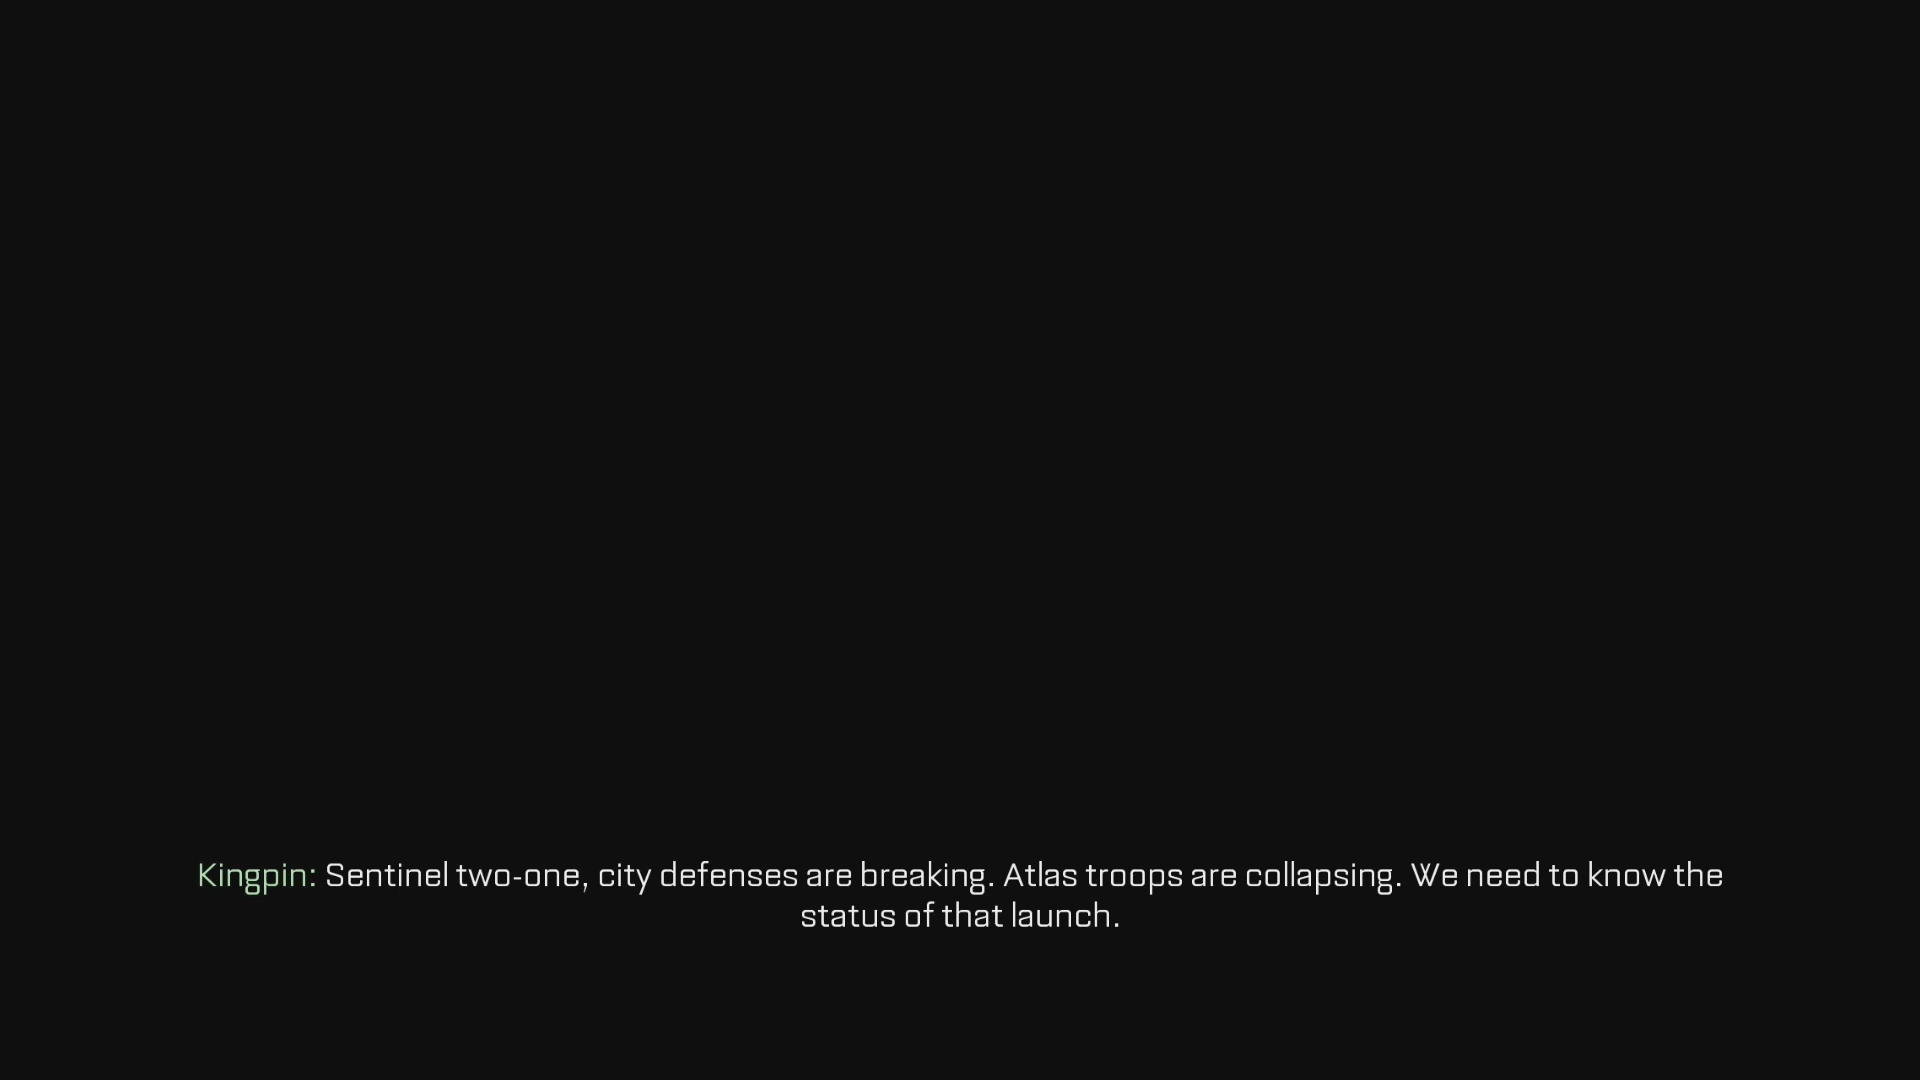 Kingpin: Sentinel two-one, city defenses are breaking. Atlas troops are collapsing. We need to know the
status of that launch.